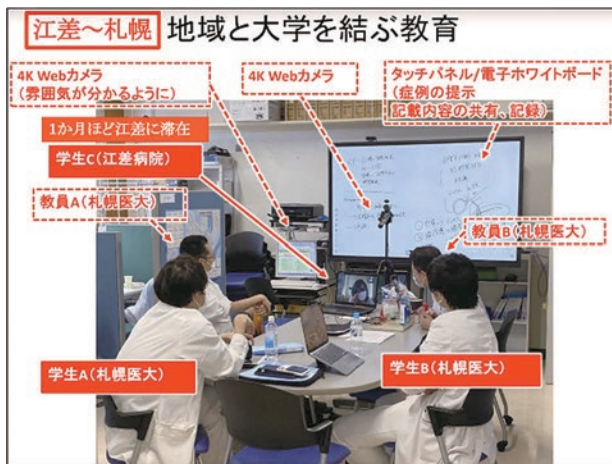 江差～札幌 地域と大学を結ぶ教育
4K Webカメラ
(雰囲気が分かるように)
4K Webカメラ
タッチパネル/電子ホワイトボード
(症例の提示
記載内容の共有、記録)
1か月ほど江差に滞在
学生C(江差病院)
教員A(札幌医大)
教員B(札幌医大)
学生A(札幌医大)
学生B(札幌医大)